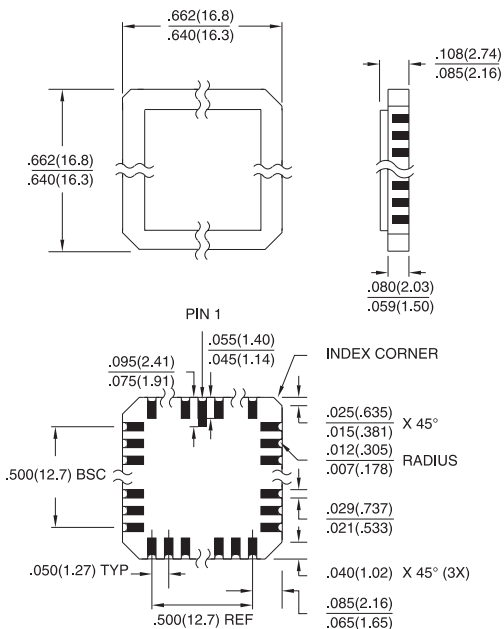 .662(16.8)
.640(16.3)
.108(2.74)
.085(2.16)
.662(16.8)
.640(16.3)
.080(2.03)
.059(1.50)
PIN 1
.055(1.40)
.045(1.14)
INDEX CORNER
.095(2.41)
.075(1.91)
.025(.635)
.015(.381)
X 45°
.012(.305)
.007(.178)
RADIUS
.500(12.7) BSC
.029(.737)
.021(.533)
.050(1.27) TYP
.040(1.02) X 45° (3X)
.500(12.7) REF
.085(2.16)
.065(1.65)